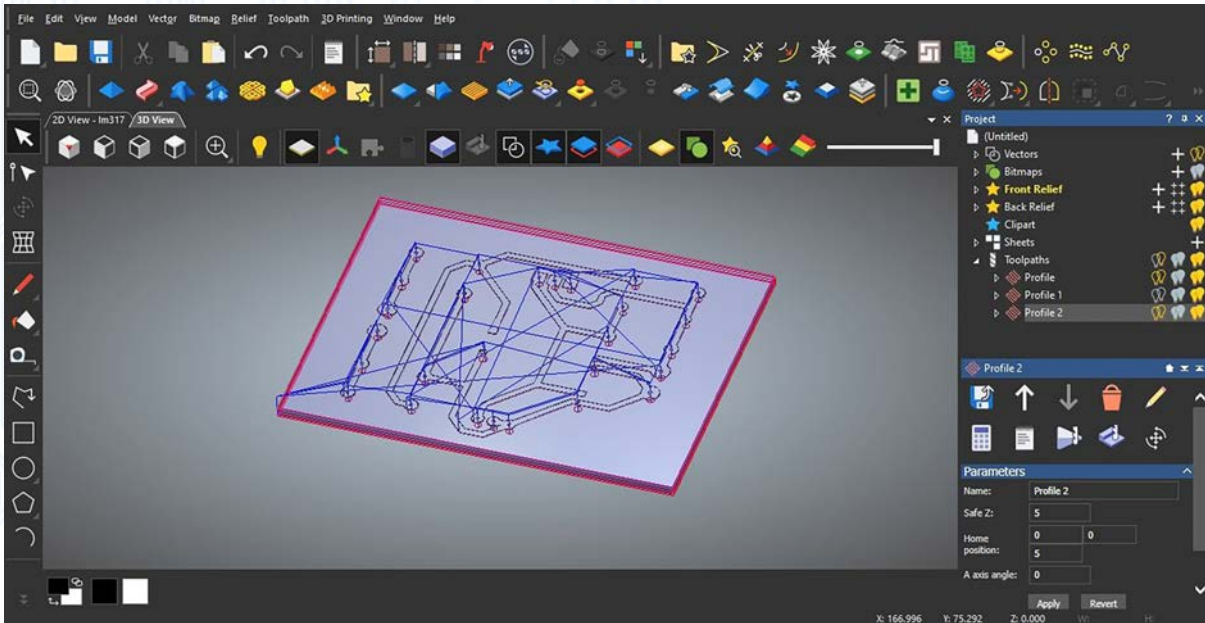 File Edit View Model Vector Bitmap Relief Toolpath 3D Printing Window Help
2D View - lm317 3D View
Project
(Untitled)
Vectors
Bitmaps
Front Relief
Back Relief
Clipart
Sheets
Toolpaths
Profile
Profile 1
Profile 2
Profile 2
Parameters
Name: Profile 2
Safe Z: 5
Home position: 0 0
5
A axis angle: 0
Apply Revert
X: 166.996 Y: 75.292 Z: 0.000 W: H: